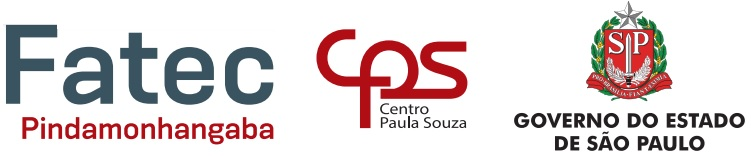 Fatec
Pindamonhangaba
cps
Centro
Paula Souza
SP
GOVERNO DO ESTADO
DE SÃO PAULO